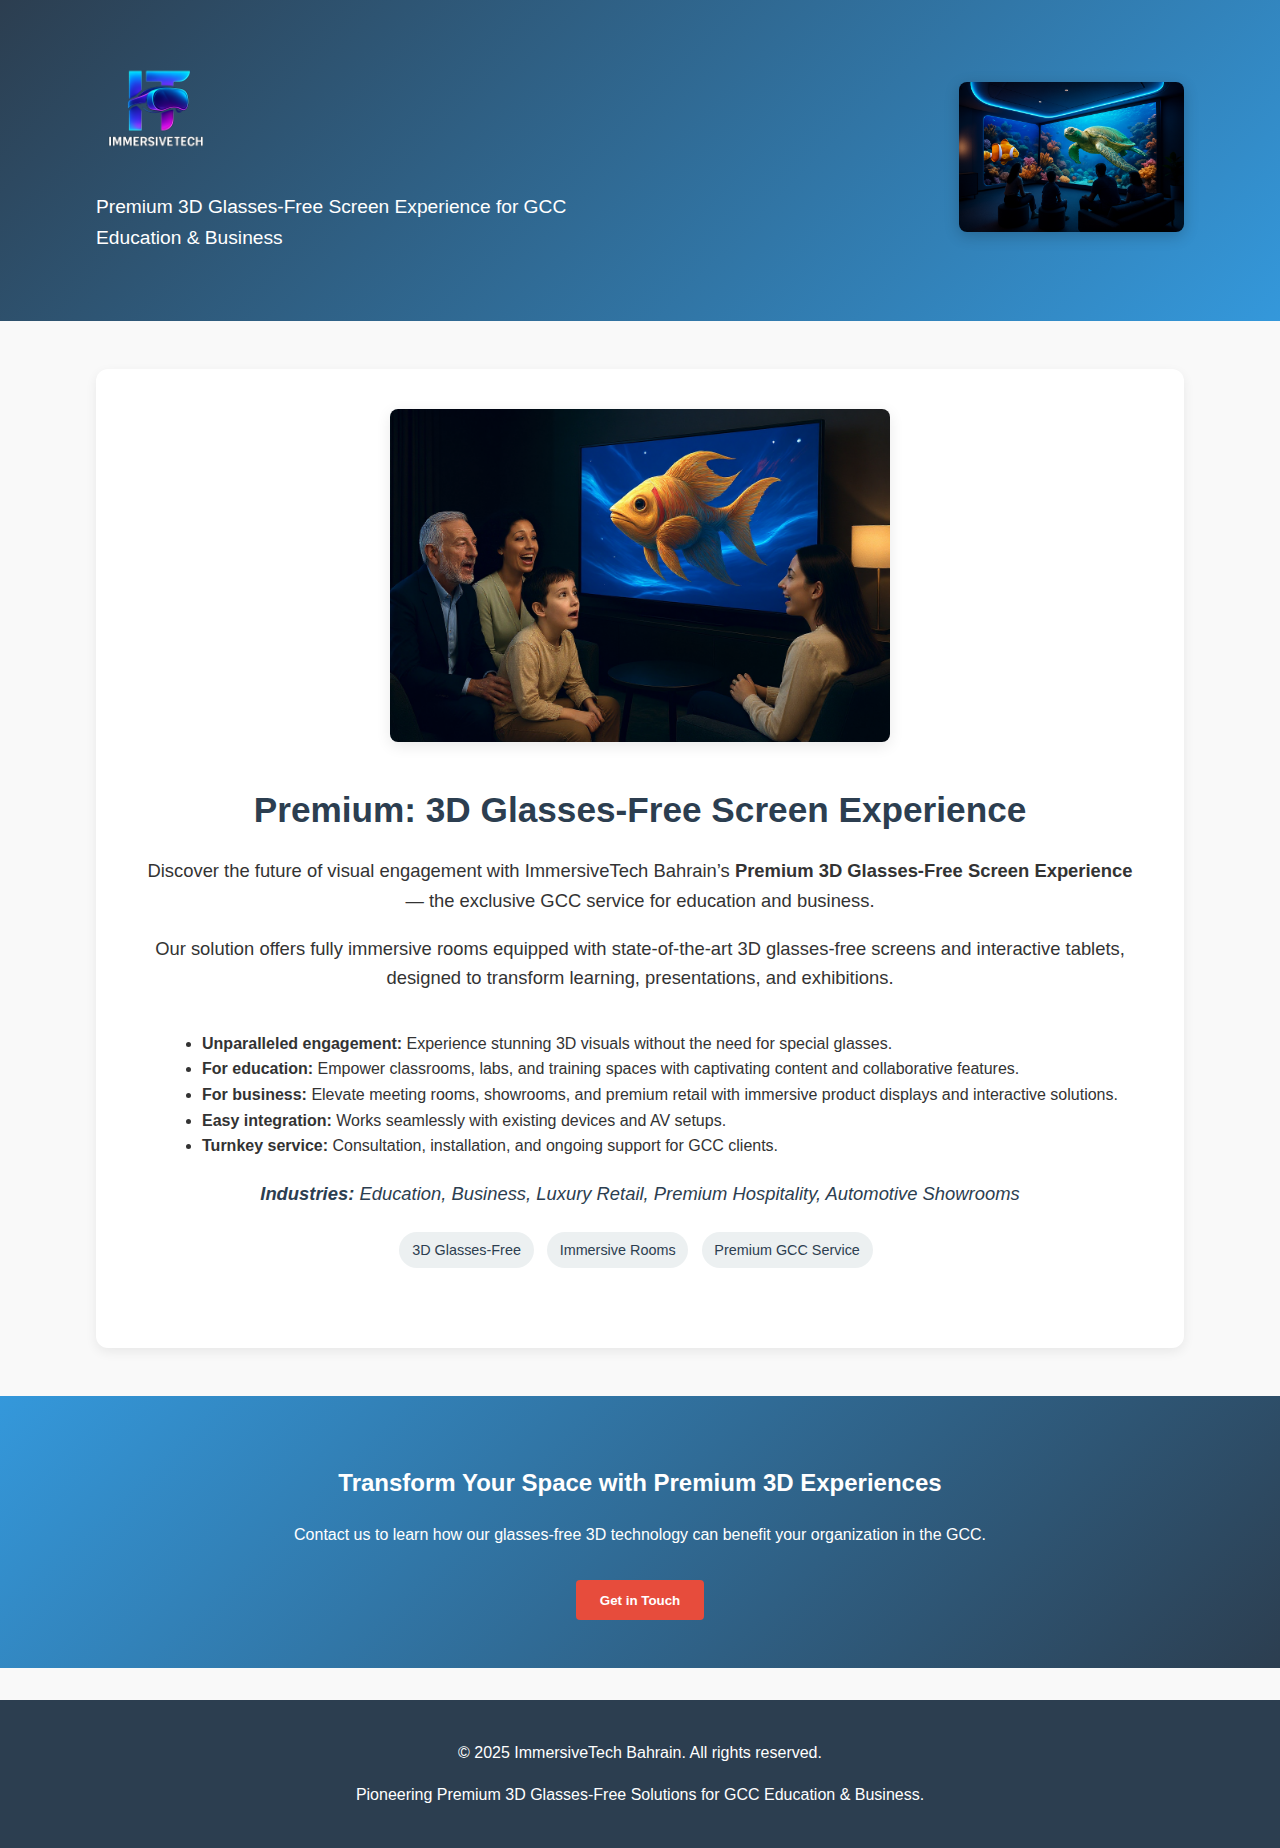 IMMERSIVETECH
Premium 3D Glasses-Free Screen Experience for GCC
Education & Business
Premium: 3D Glasses-Free Screen Experience
Discover the future of visual engagement with ImmersiveTech Bahrain’s Premium 3D Glasses-Free Screen Experience
— the exclusive GCC service for education and business.
Our solution offers fully immersive rooms equipped with state-of-the-art 3D glasses-free screens and interactive tablets,
designed to transform learning, presentations, and exhibitions.
• Unparalleled engagement: Experience stunning 3D visuals without the need for special glasses.
• For education: Empower classrooms, labs, and training spaces with captivating content and collaborative features.
• For business: Elevate meeting rooms, showrooms, and premium retail with immersive product displays and interactive solutions.
• Easy integration: Works seamlessly with existing devices and AV setups.
• Turnkey service: Consultation, installation, and ongoing support for GCC clients.
Industries: Education, Business, Luxury Retail, Premium Hospitality, Automotive Showrooms
3D Glasses-Free Immersive Rooms Premium GCC Service
Transform Your Space with Premium 3D Experiences
Contact us to learn how our glasses-free 3D technology can benefit your organization in the GCC.
Get in Touch
© 2025 ImmersiveTech Bahrain. All rights reserved.
Pioneering Premium 3D Glasses-Free Solutions for GCC Education & Business.